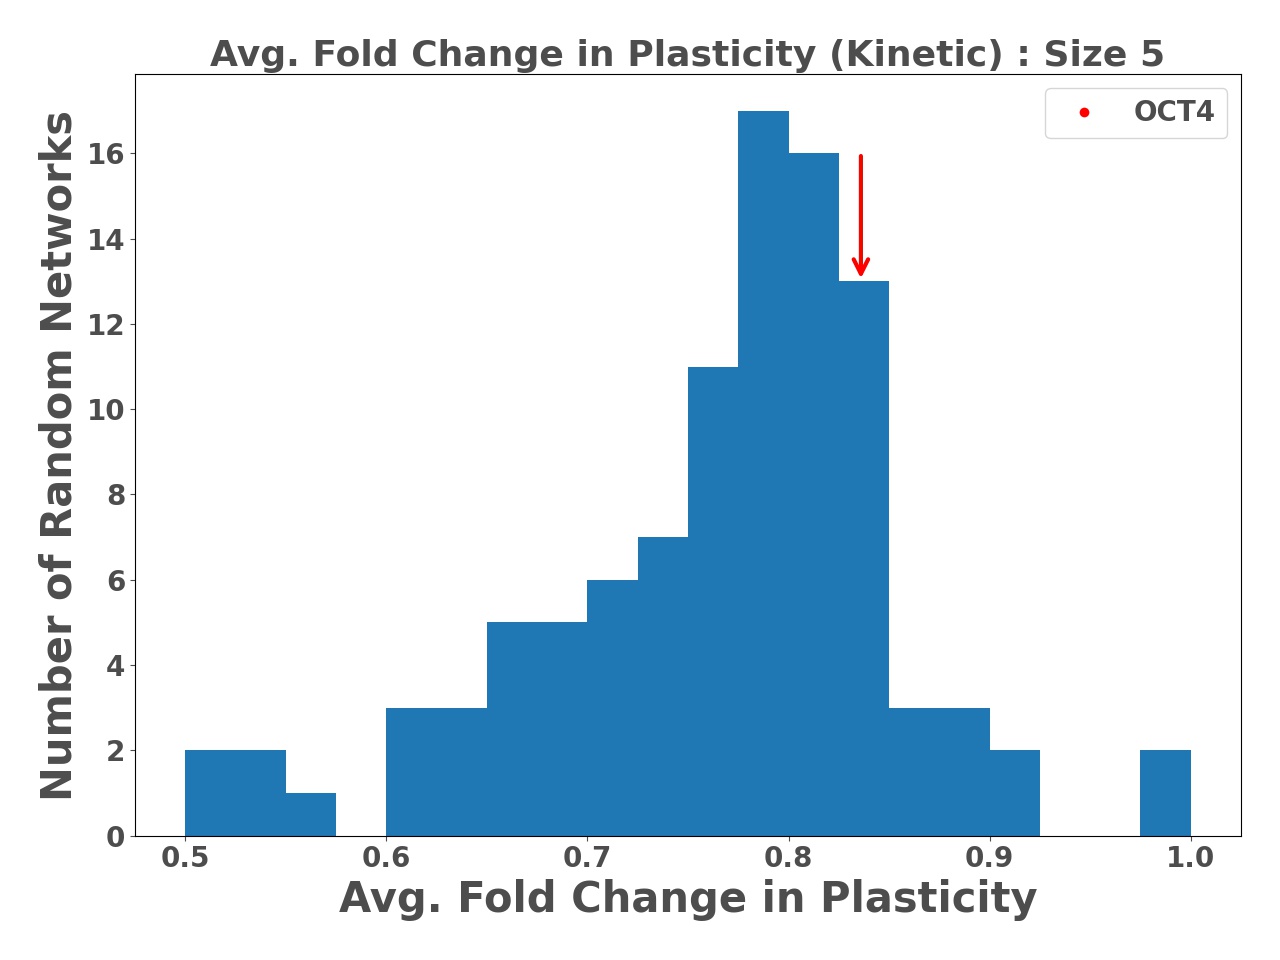 Avg. Fold Change in Plasticity (Kinetic) : Size 5
OCT4
Number of Random Networks
16
14
12
10
8
6
4
2
0
0.5 0.6 0.7 0.8 0.9 1.0
Avg. Fold Change in Plasticity